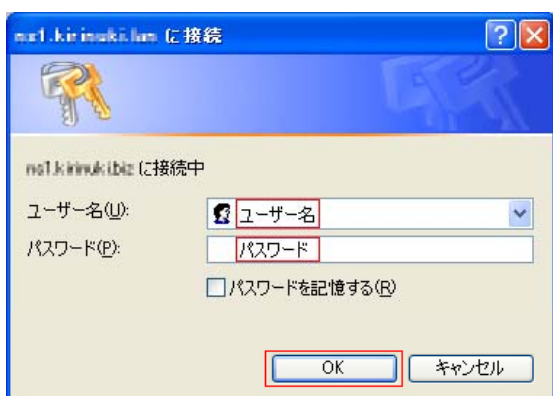 に接続
に接続中
ユーザー名(U):
ユーザー名
パスワード(P):
パスワード
パスワードを記憶する(R)
OK
キャンセル